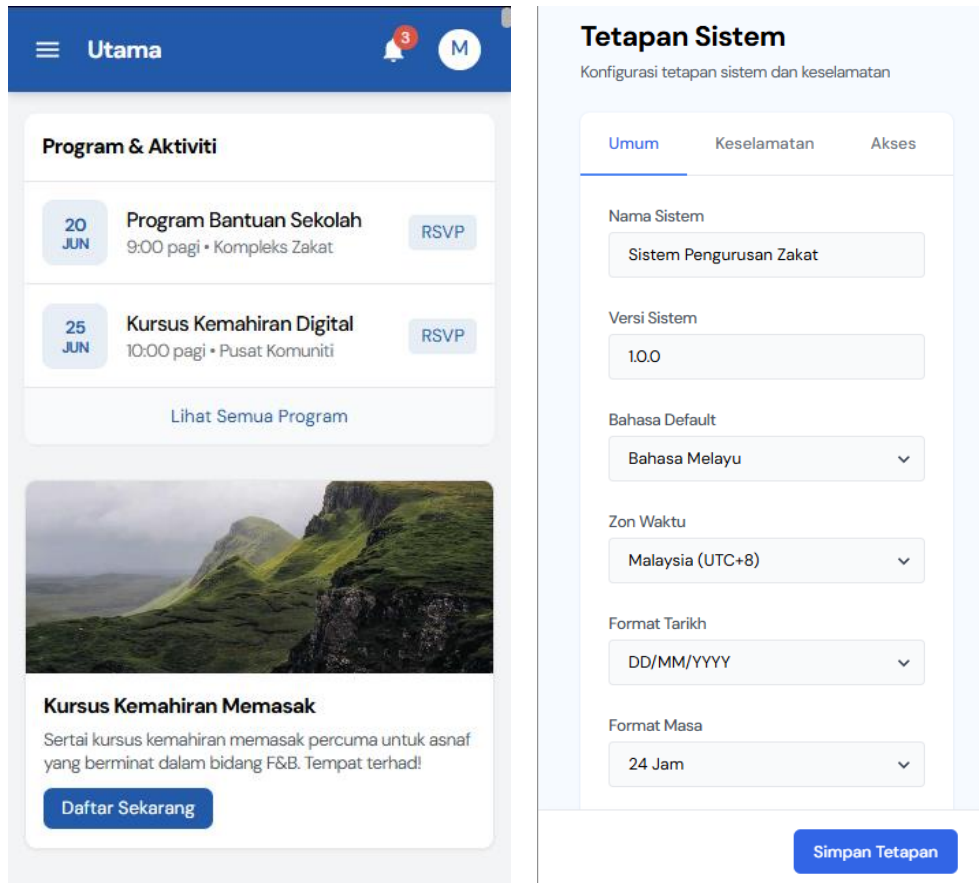 Utama
3
M
Program & Aktiviti
20
JUN
Program Bantuan Sekolah
9:00 pagi • Kompleks Zakat
RSVP
25
JUN
Kursus Kemahiran Digital
10:00 pagi • Pusat Komuniti
RSVP
Lihat Semua Program
Kursus Kemahiran Memasak
Sertai kursus kemahiran memasak percuma untuk asnaf
yang berminat dalam bidang F&B. Tempat terhad!
Daftar Sekarang
Tetapan Sistem
Konfigurasi tetapan sistem dan keselamatan
Umum Keselamatan Akses
Nama Sistem
Sistem Pengurusan Zakat
Versi Sistem
1.0.0
Bahasa Default
Bahasa Melayu
Zon Waktu
Malaysia (UTC+8)
Format Tarikh
DD/MM/YYYY
Format Masa
24 Jam
Simpan Tetapan